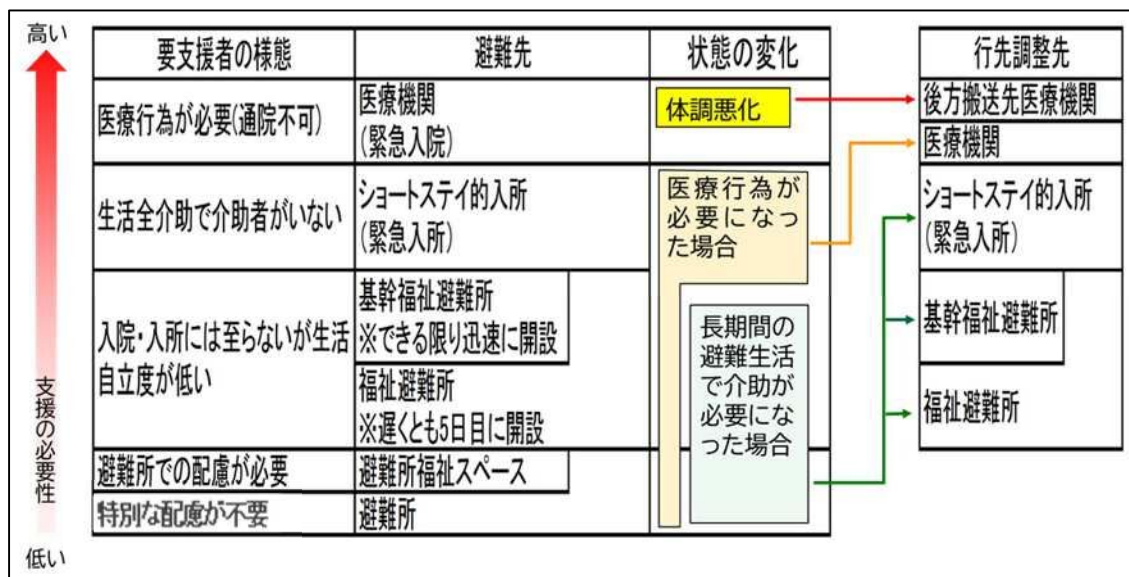 高い
支援の必要性
低い
要支援者の様態
避難先
状態の変化
行先調整先
医療行為が必要(通院不可)
医療機関
(緊急入院)
体調悪化
後方搬送先医療機関
医療機関
生活全介助で介助者がいない
ショートステイ的入所
(緊急入所)
医療行為が
必要になっ
た場合
ショートステイ的入所
(緊急入所)
入院・入所には至らないが生活
自立度が低い
基幹福祉避難所
※できる限り迅速に開設
福祉避難所
※遅くとも5日目に開設
長期間の
避難生活
で介助が
必要にな
った場合
基幹福祉避難所
福祉避難所
避難所での配慮が必要
避難所福祉スペース
特別な配慮が不要
避難所